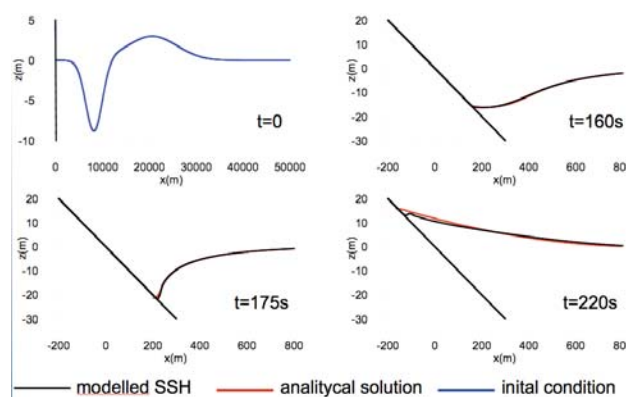 5
0
-5
-10
z(m)
t=0
0 10000 20000 30000 40000 50000
x(m)
20
10
0
-10
-20
-30
z(m)
t=160s
-200 0 200 400 600 800
x(m)
20
10
0
-10
-20
-30
z(m)
t=175s
-200 0 200 400 600 800
x(m)
20
10
0
-10
-20
-30
z(m)
t=220s
-200 0 200 400 600 800
x(m)
modelled SSH analitycal solution inital condition